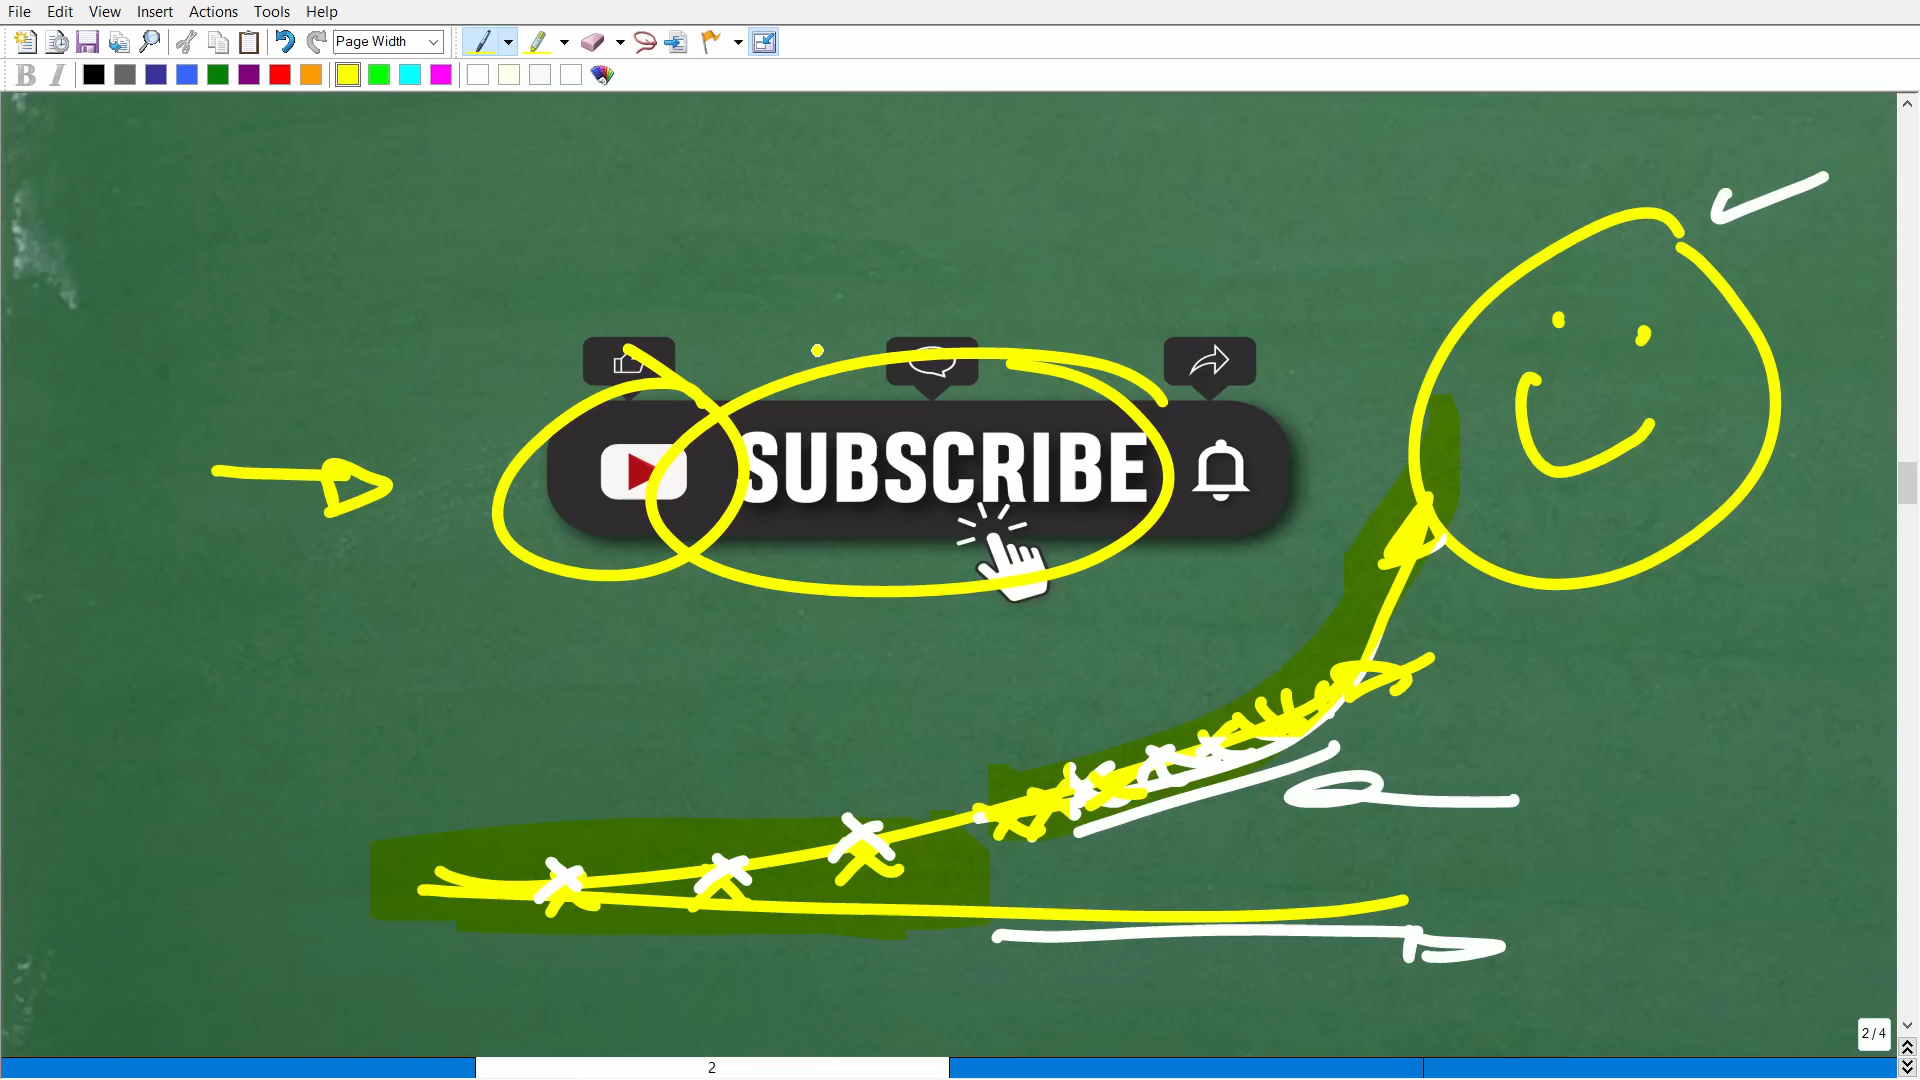 File Edit View Insert Actions Tools Help
Page Width
B I
SUBSCRIBE
2 / 4
2